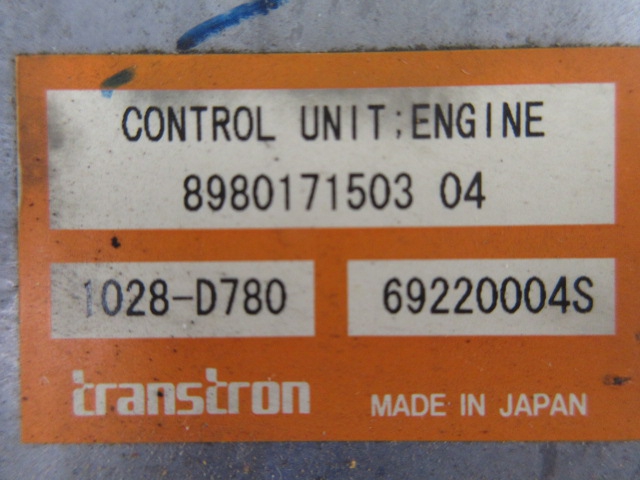 CONTROL UNIT;ENGINE
8980171503 04
1028-D780 69220004S
transtron MADE IN JAPAN